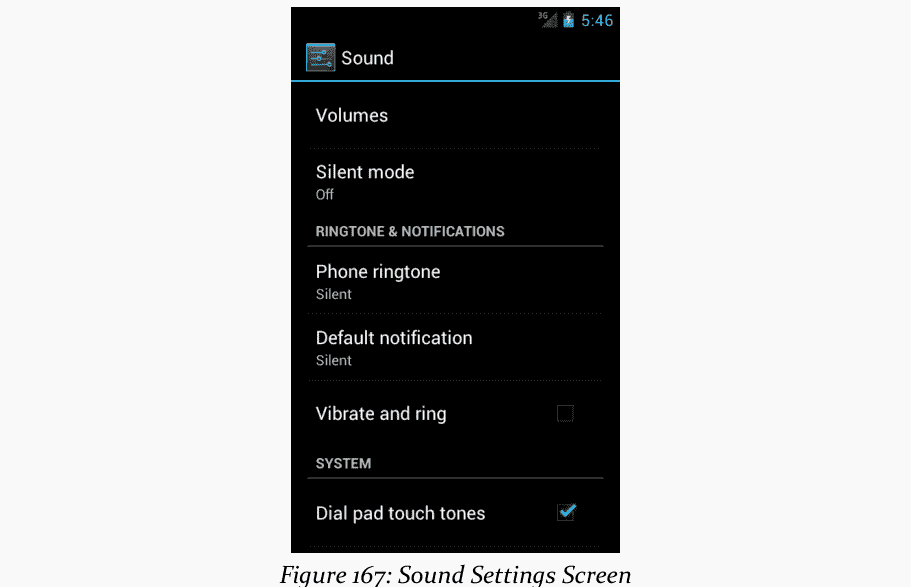 3G 5:46
Sound
Volumes
Silent mode
Off
RINGTONE & NOTIFICATIONS
Phone ringtone
Silent
Default notification
Silent
Vibrate and ring
SYSTEM
Dial pad touch tones
Figure 167: Sound Settings Screen